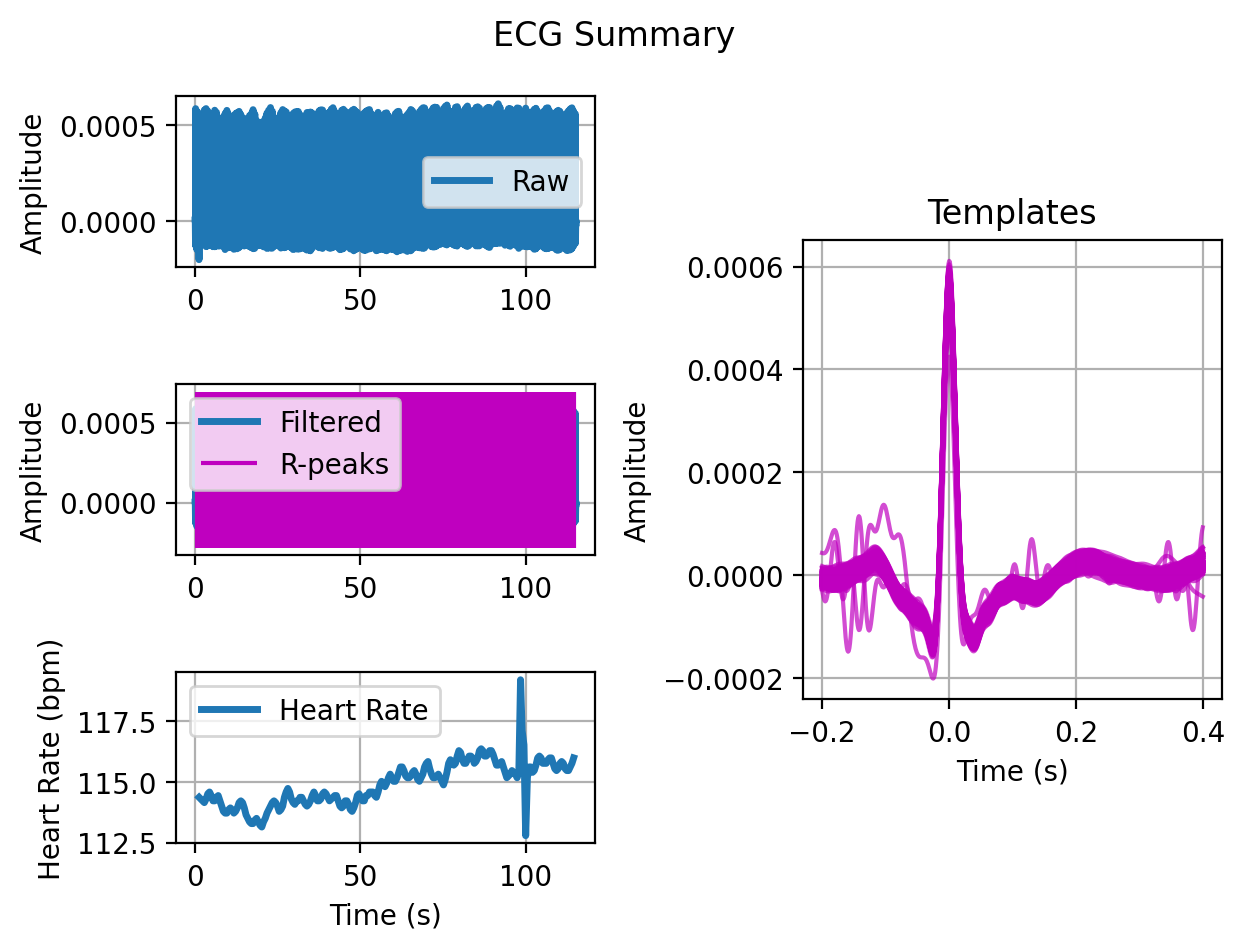 ECG Summary
Amplitude
0.0005
0.0000
Raw
0
50
100
Amplitude
0.0005
0.0000
Filtered
R-peaks
0
50
100
Heart Rate (bpm)
117.5
115.0
112.5
Heart Rate
0
50
100
Time (s)
Templates
Amplitude
0.0006
0.0004
0.0002
0.0000
−0.0002
−0.2
0.0
0.2
0.4
Time (s)